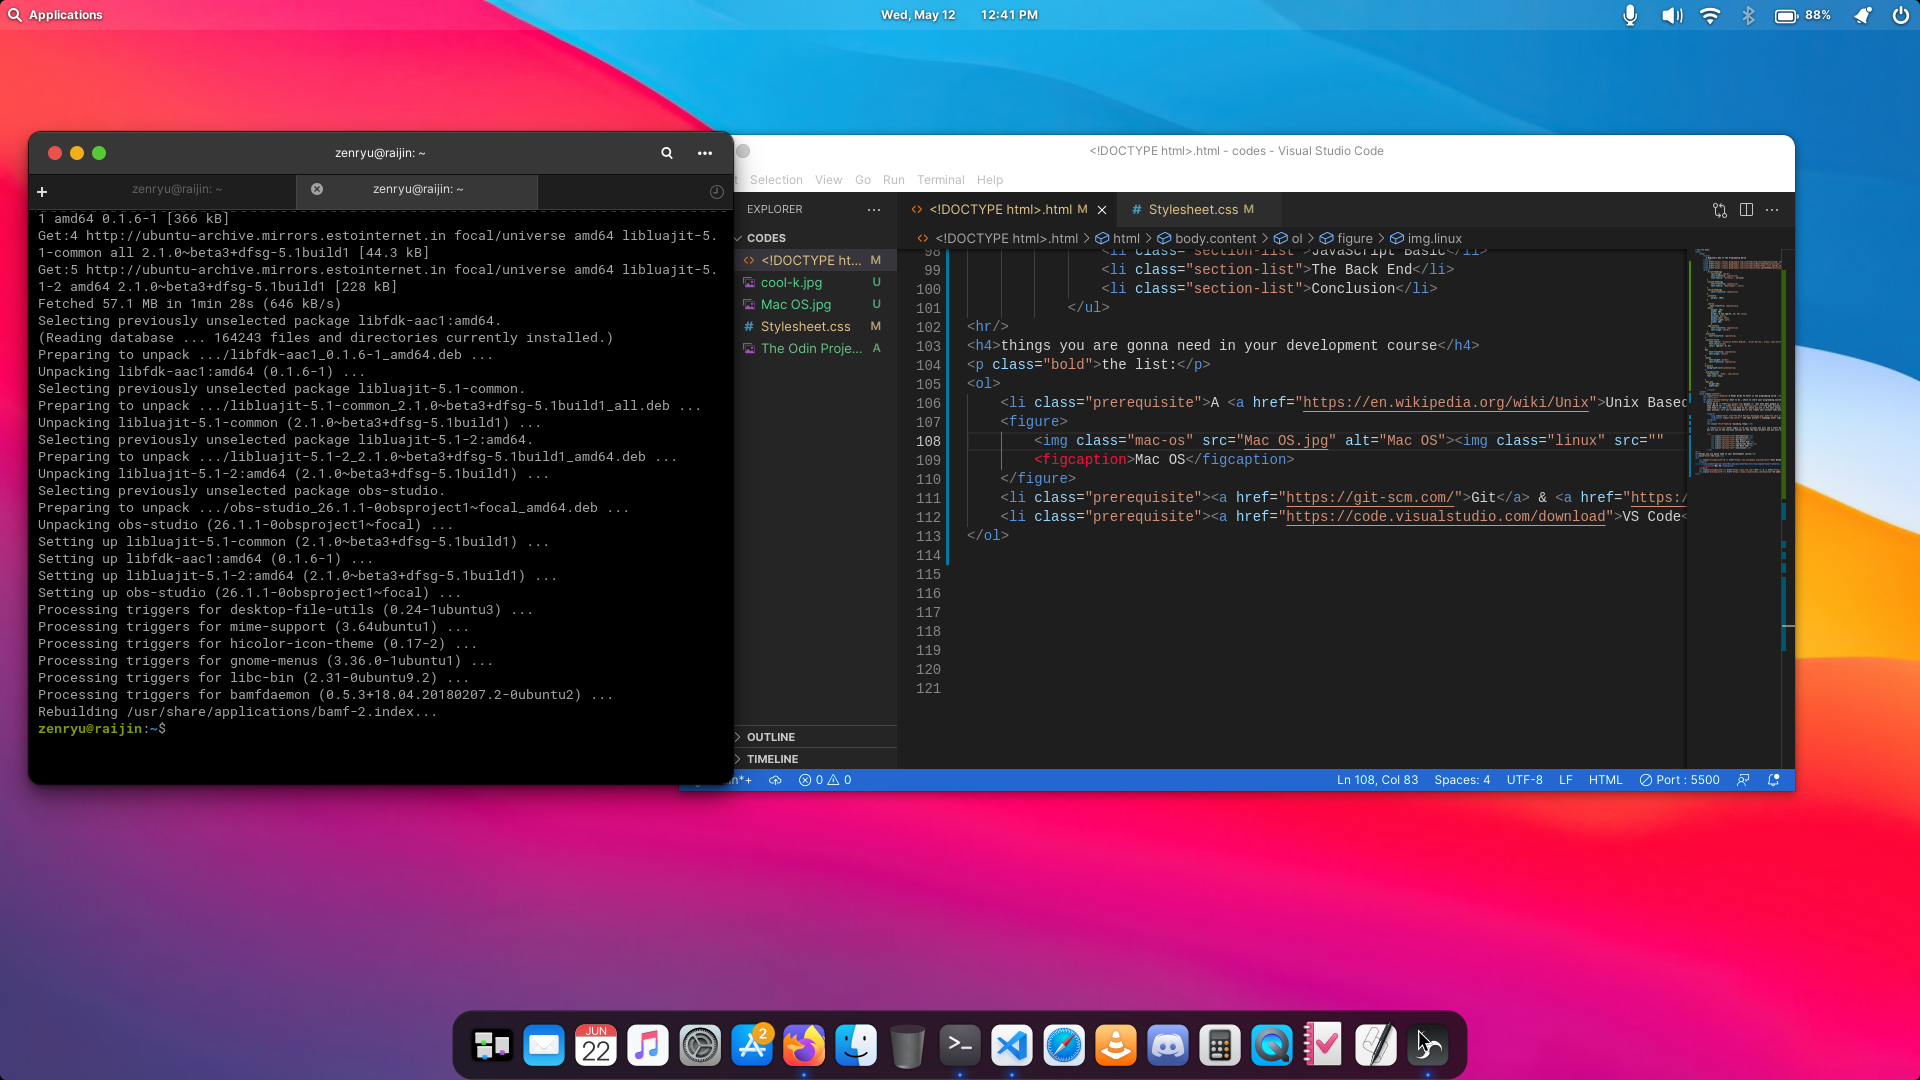 Applications
Wed, May 12 12:41 PM
88%
zenryu@raijin: ~
zenryu@raijin: ~
zenryu@raijin: ~
1 amd64 0.1.6-1 [366 kB]
Get:4 http://ubuntu-archive.mirrors.estointernet.in focal/universe amd64 libluajit-5.
1-common all 2.1.0~beta3+dfsg-5.1build1 [44.3 kB]
Get:5 http://ubuntu-archive.mirrors.estointernet.in focal/universe amd64 libluajit-5.
1-2 amd64 2.1.0~beta3+dfsg-5.1build1 [228 kB]
Fetched 57.1 MB in 1min 28s (646 kB/s)
Selecting previously unselected package libfdk-aac1:amd64.
(Reading database ... 164243 files and directories currently installed.)
Preparing to unpack .../libfdk-aac1_0.1.6-1_amd64.deb ...
Unpacking libfdk-aac1:amd64 (0.1.6-1) ...
Selecting previously unselected package libluajit-5.1-common.
Preparing to unpack .../libluajit-5.1-common_2.1.0~beta3+dfsg-5.1build1_all.deb ...
Unpacking libluajit-5.1-common (2.1.0~beta3+dfsg-5.1build1) ...
Selecting previously unselected package libluajit-5.1-2:amd64.
Preparing to unpack .../libluajit-5.1-2_2.1.0~beta3+dfsg-5.1build1_amd64.deb ...
Unpacking libluajit-5.1-2:amd64 (2.1.0~beta3+dfsg-5.1build1) ...
Selecting previously unselected package obs-studio.
Preparing to unpack .../obs-studio_26.1.1-0obsproject1~focal_amd64.deb ...
Unpacking obs-studio (26.1.1-0obsproject1~focal) ...
Setting up libluajit-5.1-common (2.1.0~beta3+dfsg-5.1build1) ...
Setting up libfdk-aac1:amd64 (0.1.6-1) ...
Setting up libluajit-5.1-2:amd64 (2.1.0~beta3+dfsg-5.1build1) ...
Setting up obs-studio (26.1.1-0obsproject1~focal) ...
Processing triggers for desktop-file-utils (0.24-1ubuntu3) ...
Processing triggers for mime-support (3.64ubuntu1) ...
Processing triggers for hicolor-icon-theme (0.17-2) ...
Processing triggers for gnome-menus (3.36.0-1ubuntu1) ...
Processing triggers for libc-bin (2.31-0ubuntu9.2) ...
Processing triggers for bamfdaemon (0.5.3+18.04.20180207.2-0ubuntu2) ...
Rebuilding /usr/share/applications/bamf-2.index...
zenryu@raijin:~$
<!DOCTYPE html>.html - codes - Visual Studio Code
t Selection View Go Run Terminal Help
EXPLORER
CODES
<!DOCTYPE ht... M
cool-k.jpg U
Mac OS.jpg U
Stylesheet.css M
The Odin Proje... A
OUTLINE
TIMELINE
<!DOCTYPE html>.html M
Stylesheet.css M
<!DOCTYPE html>.html > html > body.content > ol > figure > img.linux
98 <li class="section-list">JavaScript Basic</li>
99 <li class="section-list">The Back End</li>
100 <li class="section-list">Conclusion</li>
101 </ul>
102 <hr/>
103 <h4>things you are gonna need in your development course</h4>
104 <p class="bold">the list:</p>
105 <ol>
106 <li class="prerequisite">A <a href="https://en.wikipedia.org/wiki/Unix">Unix Based
107 <figure>
108 <img class="mac-os" src="Mac OS.jpg" alt="Mac OS"><img class="linux" src=""
109 <figcaption>Mac OS</figcaption>
110 </figure>
111 <li class="prerequisite"><a href="https://git-scm.com/">Git</a> & <a href="https:/
112 <li class="prerequisite"><a href="https://code.visualstudio.com/download">VS Code<
113 </ol>
114
115
116
117
118
119
120
121
n*+ 0 0 Ln 108, Col 83 Spaces: 4 UTF-8 LF HTML Port : 5500
JUN
22
2